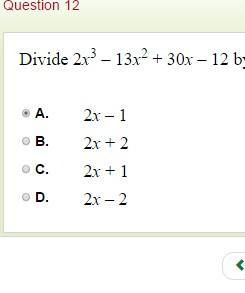 Question 12
Divide 2x³ – 13x² + 30x – 12 by
A. 2x – 1
B. 2x + 2
C. 2x + 1
D. 2x – 2